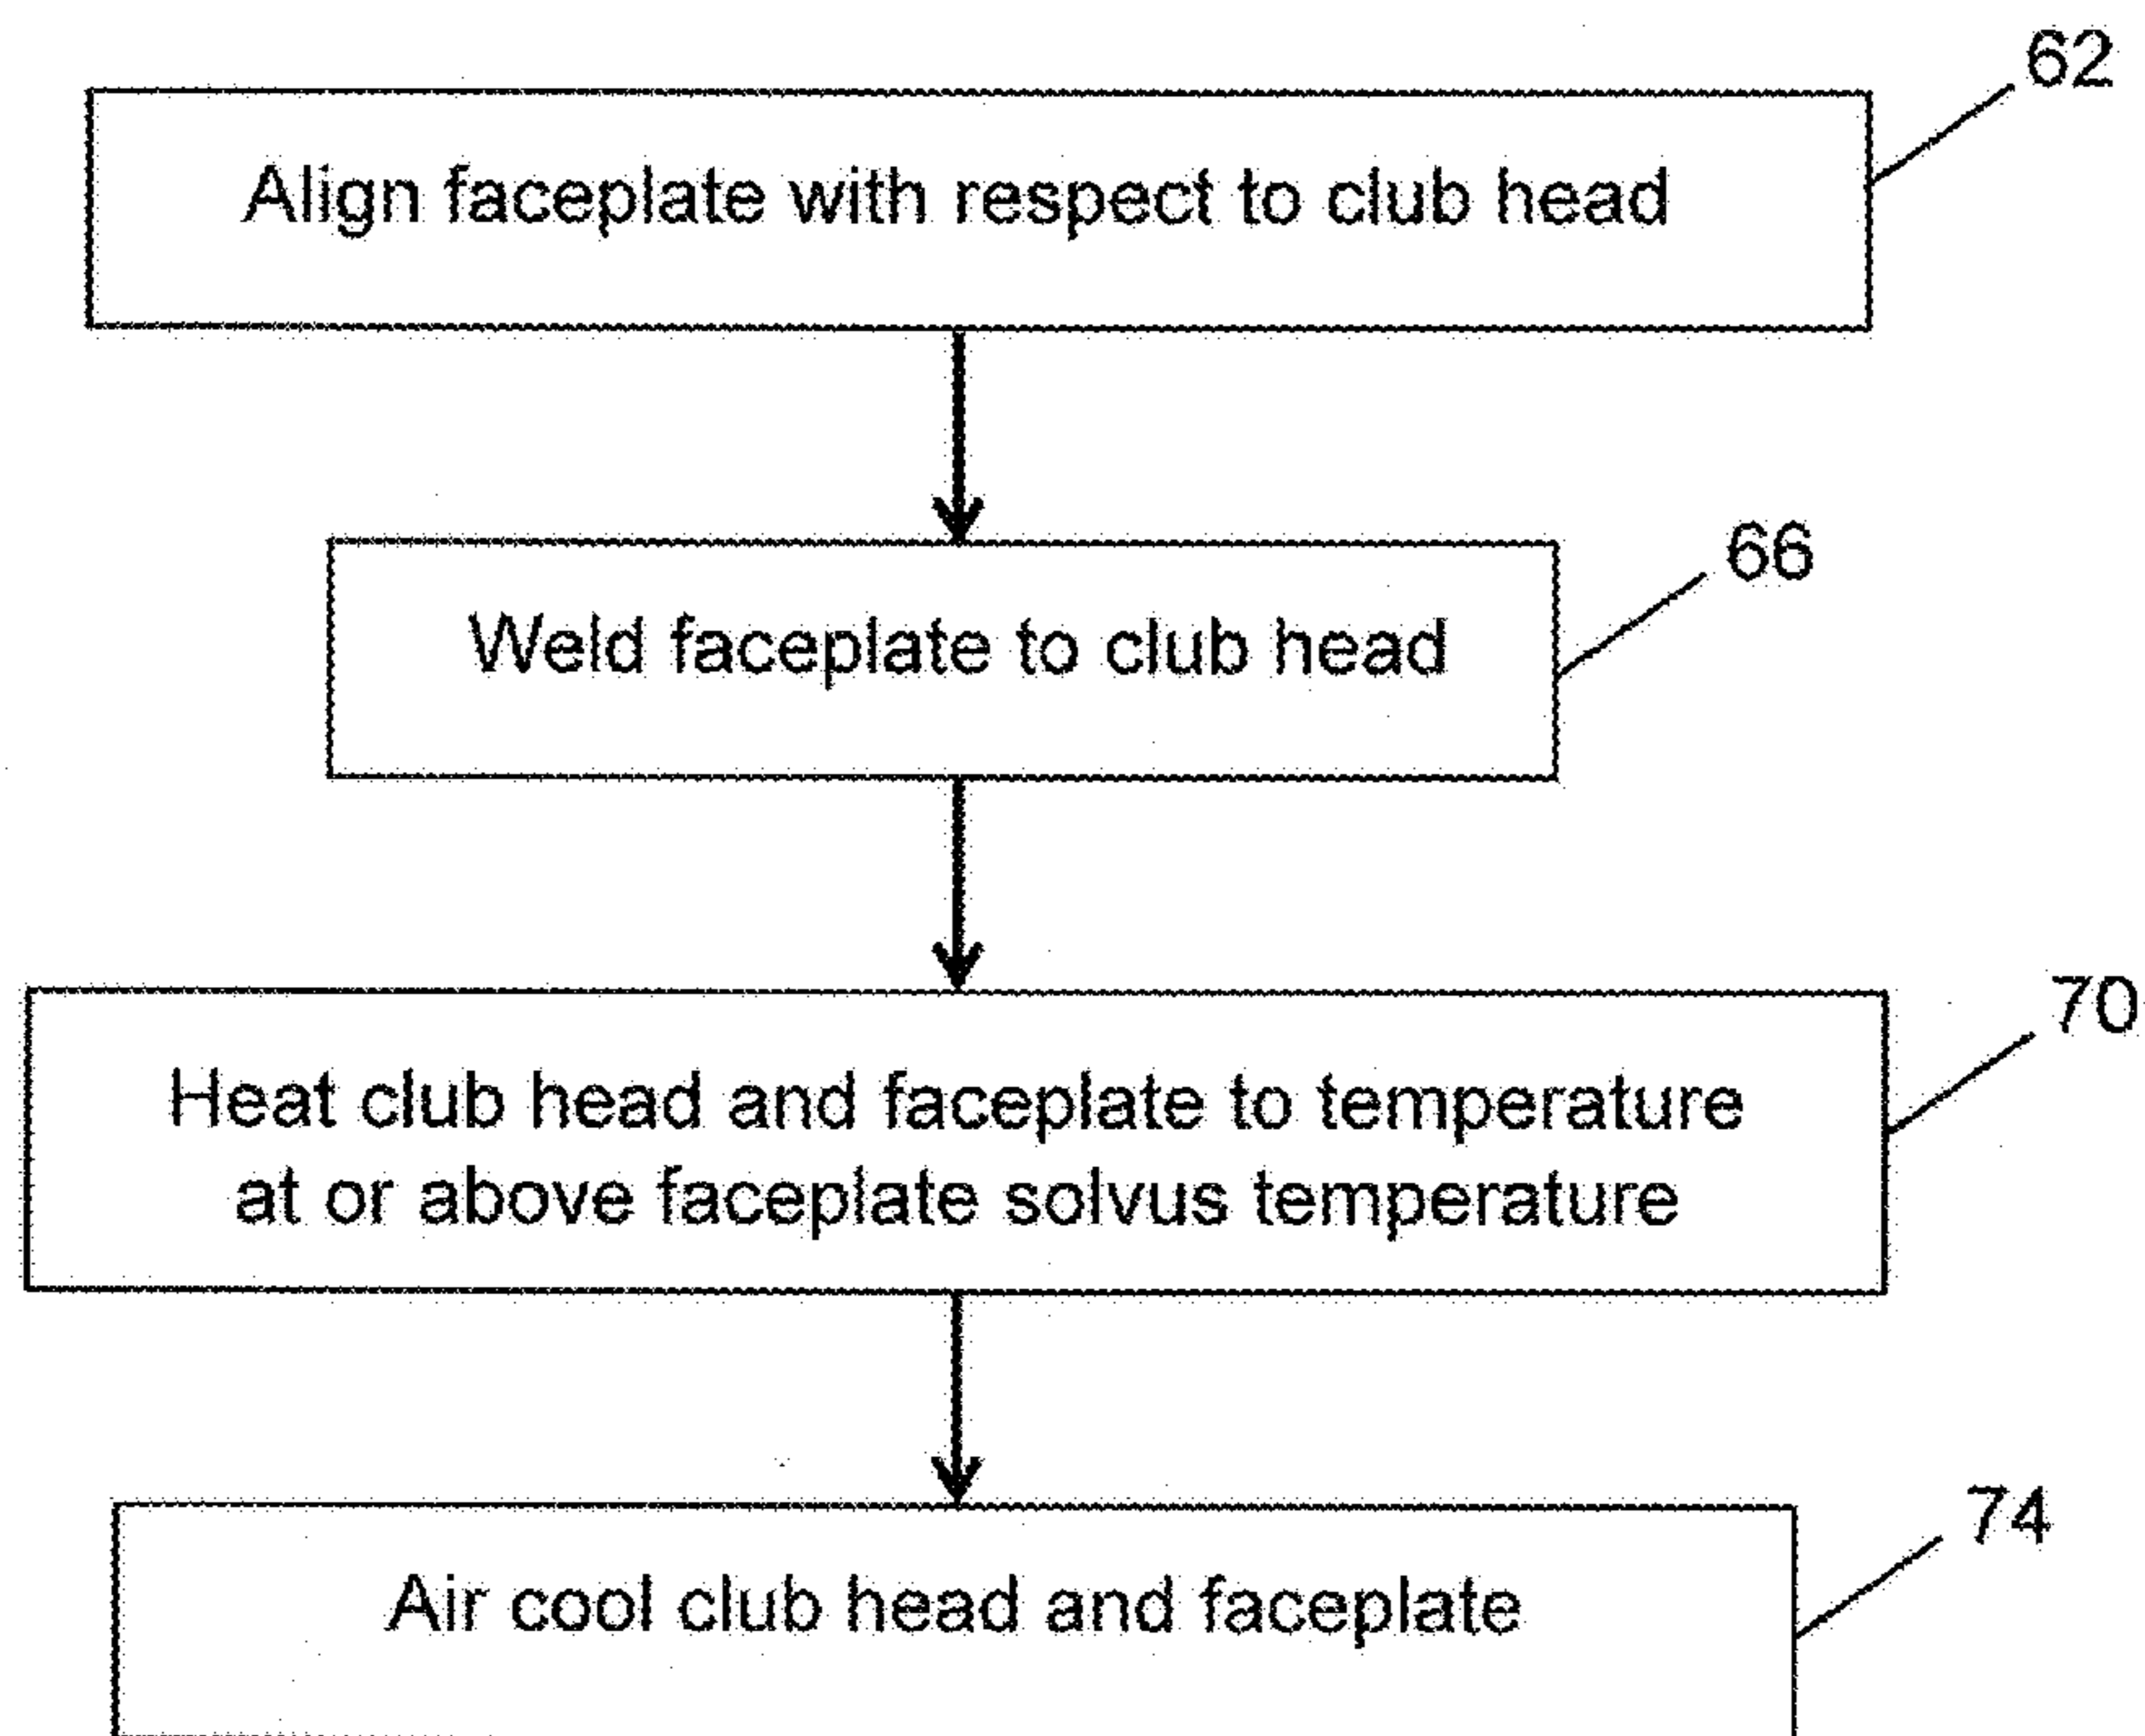 62
Align faceplate with respect to club head
66
Weld faceplate to club head
70
Heat club head and faceplate to temperature
at or above faceplate solvus temperature
74
Air cool club head and faceplate